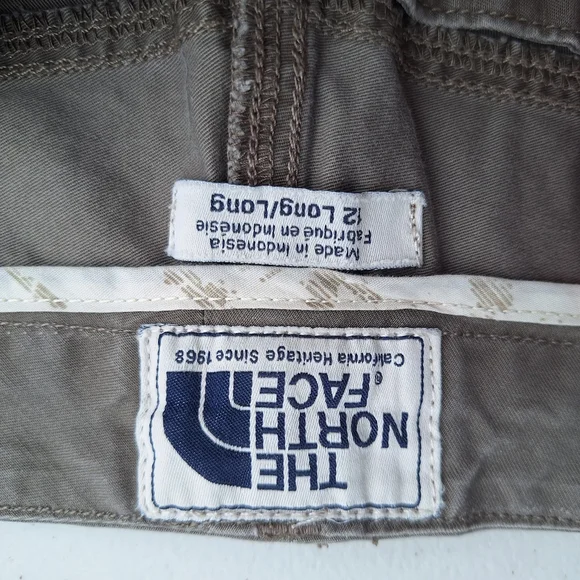 THE
NORTH
FACE®
California Heritage Since 1968
12 Long/Long
Made in Indonesia
Fabriqué en Indonésie